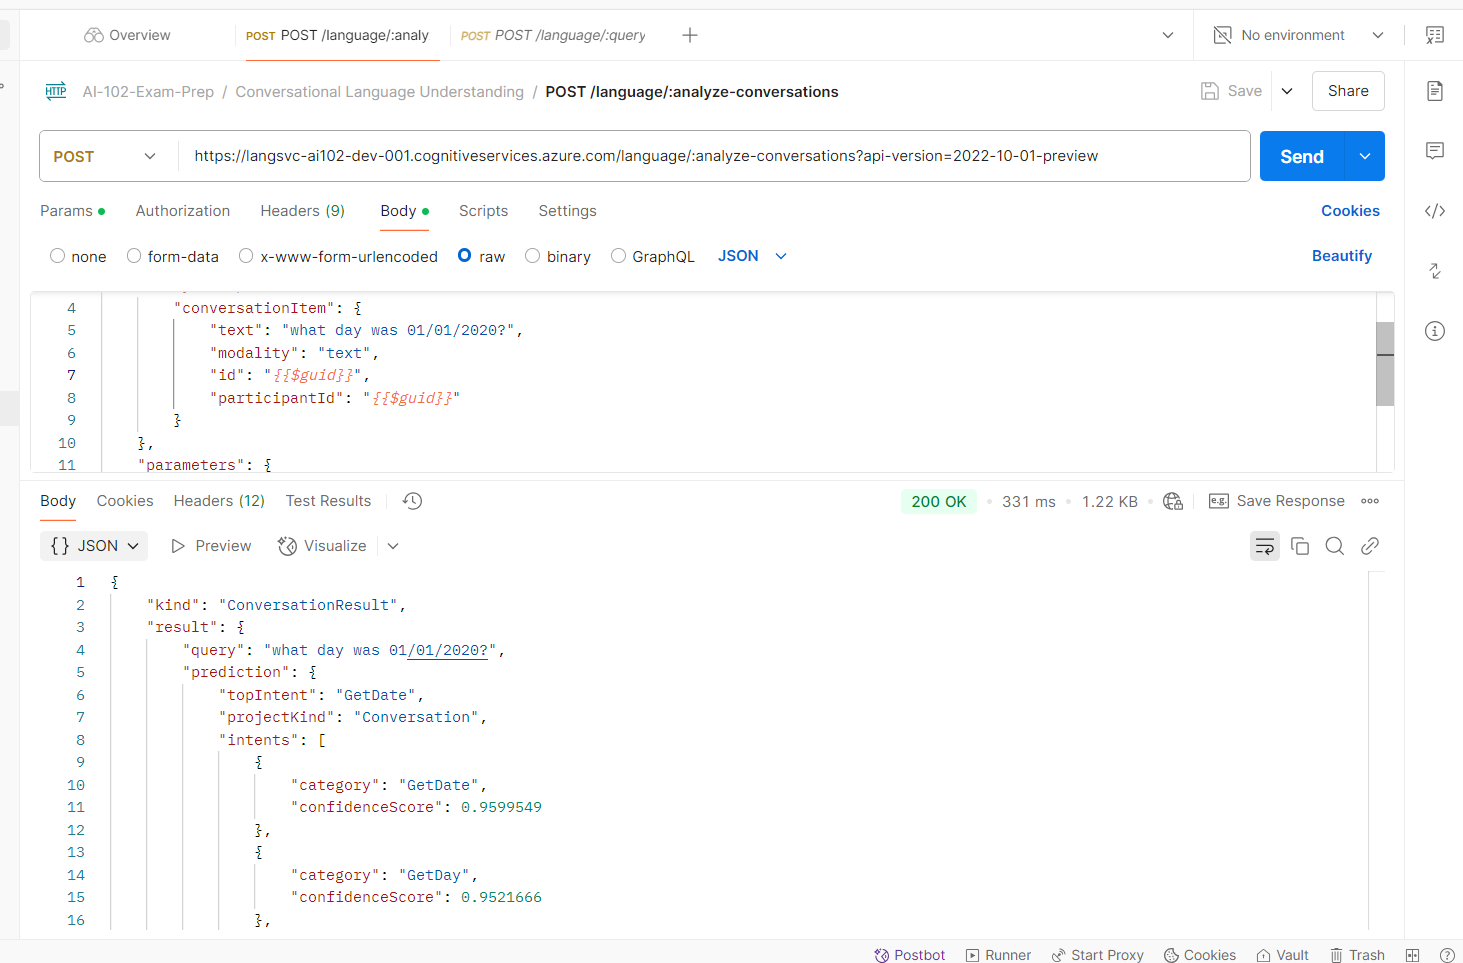 Overview POST POST /language/:analy POST POST /language/:query No environment
HTTP AI-102-Exam-Prep / Conversational Language Understanding / POST /language/:analyze-conversations Save Share
POST https://langsvc-ai102-dev-001.cognitiveservices.azure.com/language/:analyze-conversations?api-version=2022-10-01-preview Send
Params Authorization Headers (9) Body Scripts Settings Cookies
none form-data x-www-form-urlencoded raw binary GraphQL JSON Beautify
4 "conversationItem": {
5 "text": "what day was 01/01/2020?",
6 "modality": "text",
7 "id": "{{$guid}}",
8 "participantId": "{{$guid}}"
9 }
10 },
11 "parameters": {
Body Cookies Headers (12) Test Results 200 OK 331 ms 1.22 KB e.g. Save Response
{} JSON Preview Visualize
1 {
2 "kind": "ConversationResult",
3 "result": {
4 "query": "what day was 01/01/2020?",
5 "prediction": {
6 "topIntent": "GetDate",
7 "projectKind": "Conversation",
8 "intents": [
9 {
10 "category": "GetDate",
11 "confidenceScore": 0.9599549
12 },
13 {
14 "category": "GetDay",
15 "confidenceScore": 0.9521666
16 },
Postbot Runner Start Proxy Cookies Vault Trash